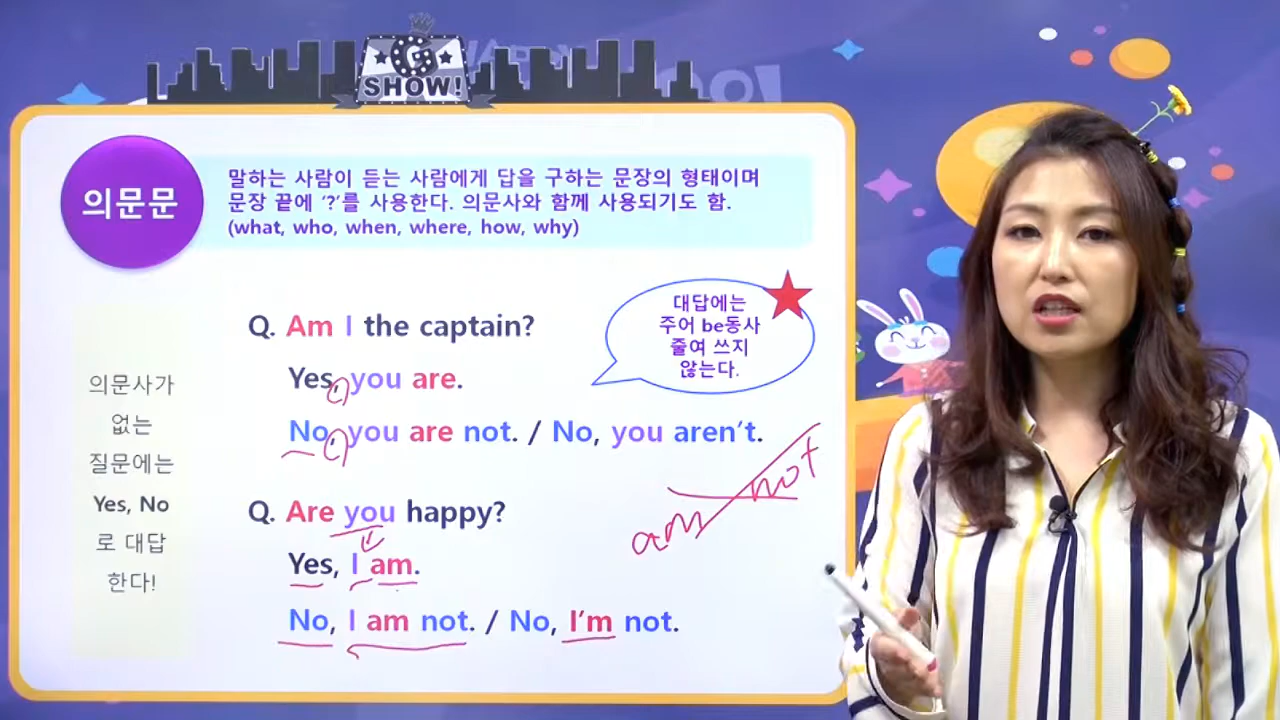 G
SHOW!
의문문
말하는 사람이 듣는 사람에게 답을 구하는 문장의 형태이며
문장 끝에 '?'를 사용한다. 의문사와 함께 사용되기도 함.
(what, who, when, where, how, why)
대답에는
주어 be동사
줄여 쓰지
않는다.
의문사가
없는
질문에는
Yes, No
로 대답
한다!
Q. Am I the captain?
Yes, you are.
No, you are not. / No, you aren't.
am not
Q. Are you happy?
Yes, I am.
No, I am not. / No, I'm not.